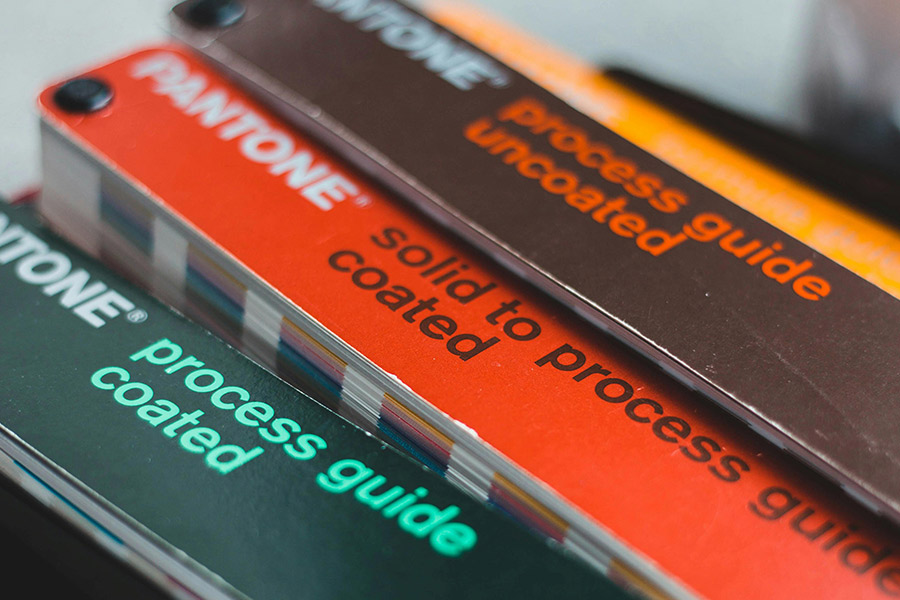 PANTONE®
process guide
uncoated
PANTONE®
solid to process guide
coated
PANTONE®
process guide
coated